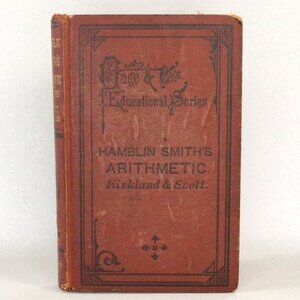 Gage & Co's
Educational Series
HAMBLIN SMITH'S
ARITHMETIC
Kirkland & Scott.